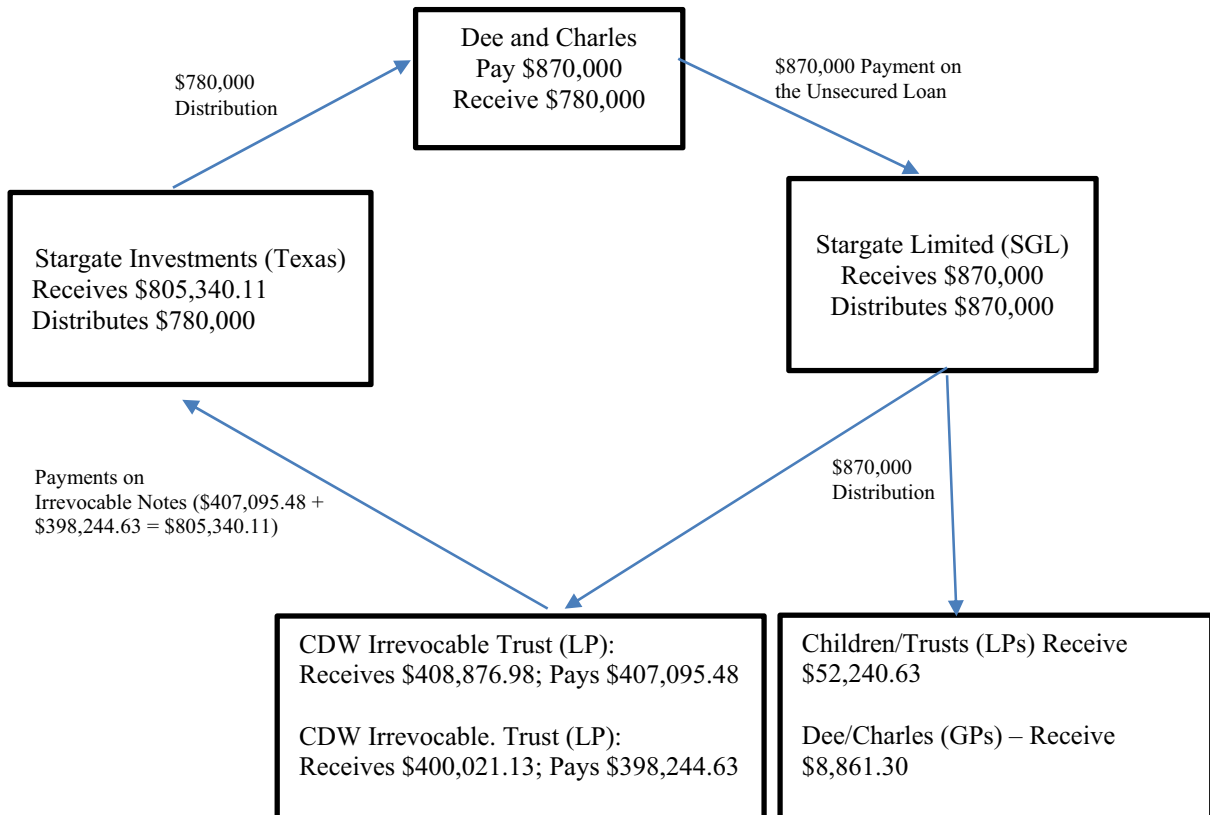 Dee and Charles
Pay $870,000
Receive $780,000
$780,000
Distribution
$870,000 Payment on
the Unsecured Loan
Stargate Investments (Texas)
Receives $805,340.11
Distributes $780,000
Stargate Limited (SGL)
Receives $870,000
Distributes $870,000
Payments on
Irrevocable Notes ($407,095.48 +
$398,244.63 = $805,340.11)
$870,000
Distribution
CDW Irrevocable Trust (LP):
Receives $408,876.98; Pays $407,095.48
CDW Irrevocable. Trust (LP):
Receives $400,021.13; Pays $398,244.63
Children/Trusts (LPs) Receive
$52,240.63
Dee/Charles (GPs) – Receive
$8,861.30